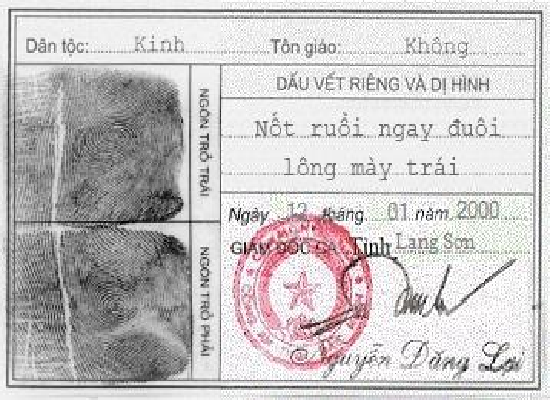 Dân tộc: Kinh Tôn giáo: Không
NGÓN TRỎ TRÁI
NGÓN TRỎ PHẢI
DẤU VẾT RIÊNG VÀ DỊ HÌNH
Nốt ruồi ngay đuôi
lông mày trái
Ngày 12 tháng 01 năm 2000
GIÁM ĐỐC CA Tỉnh Lạng Sơn
Nguyễn Đăng Lợi